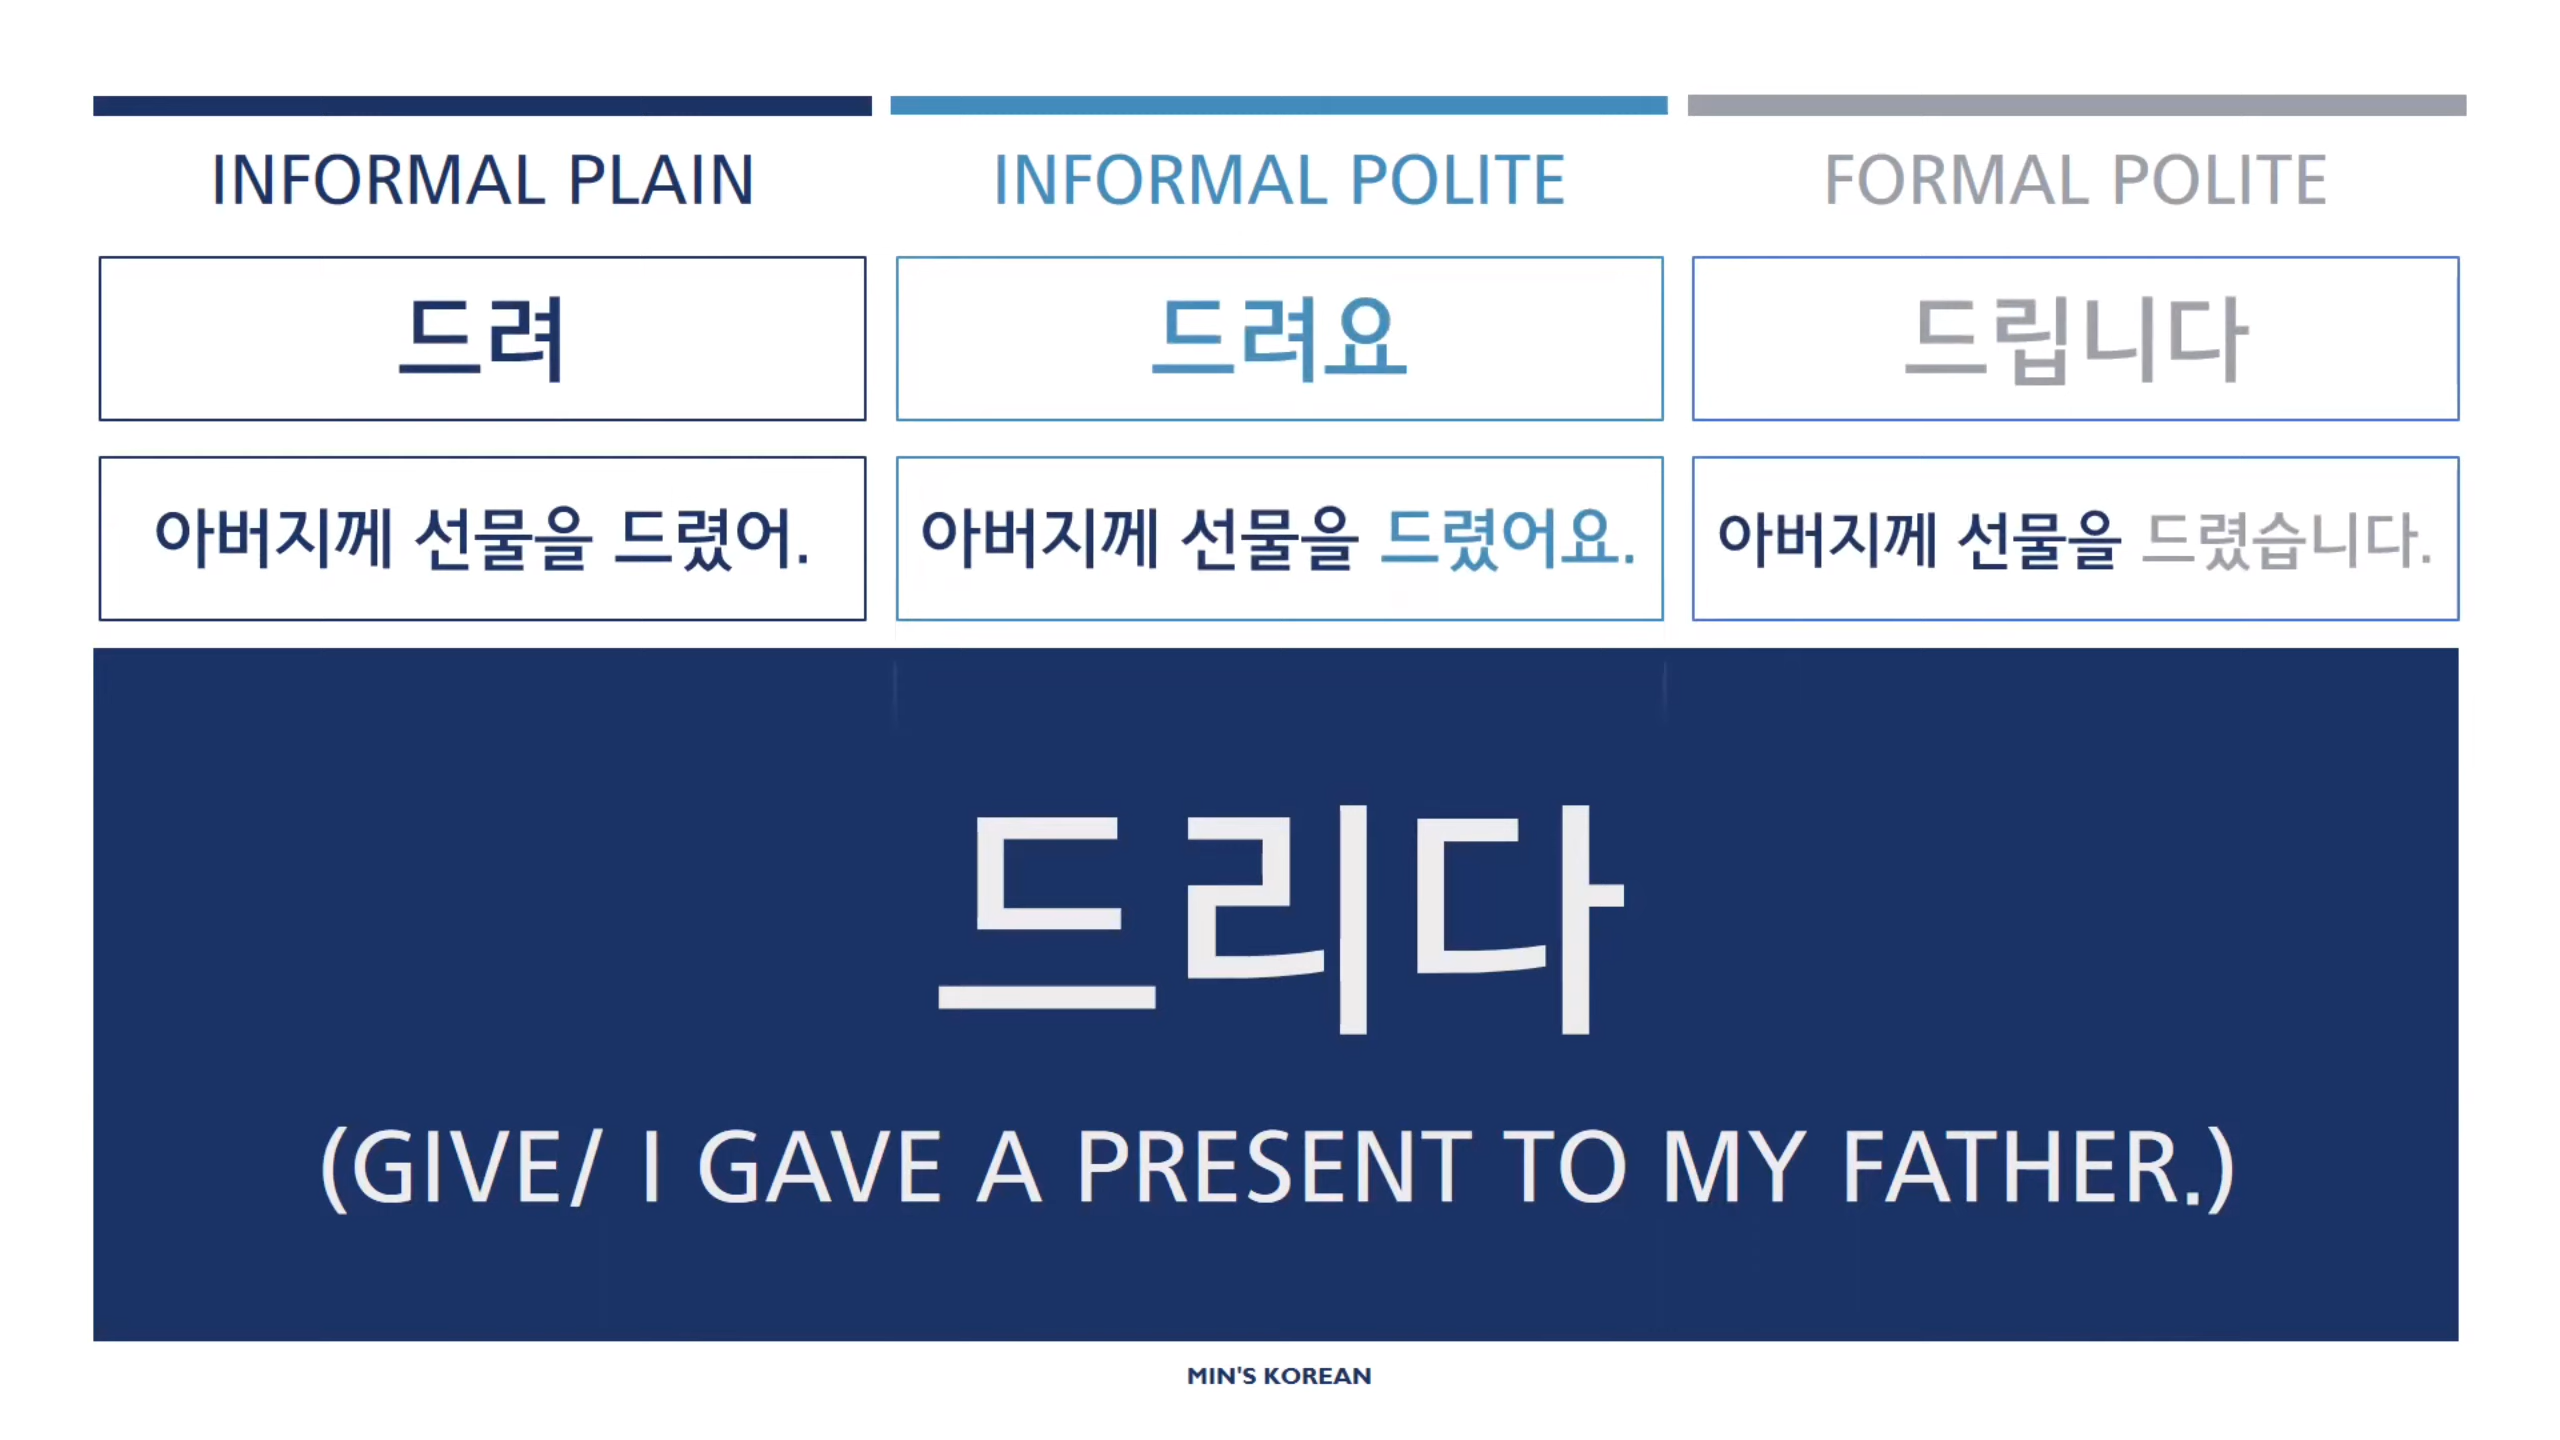 INFORMAL PLAIN
INFORMAL POLITE
FORMAL POLITE
드려
드려요
드립니다
아버지께 선물을 드렸어.
아버지께 선물을 드렸어요.
아버지께 선물을 드렸습니다.
드리다
(GIVE/ I GAVE A PRESENT TO MY FATHER.)
MIN'S KOREAN